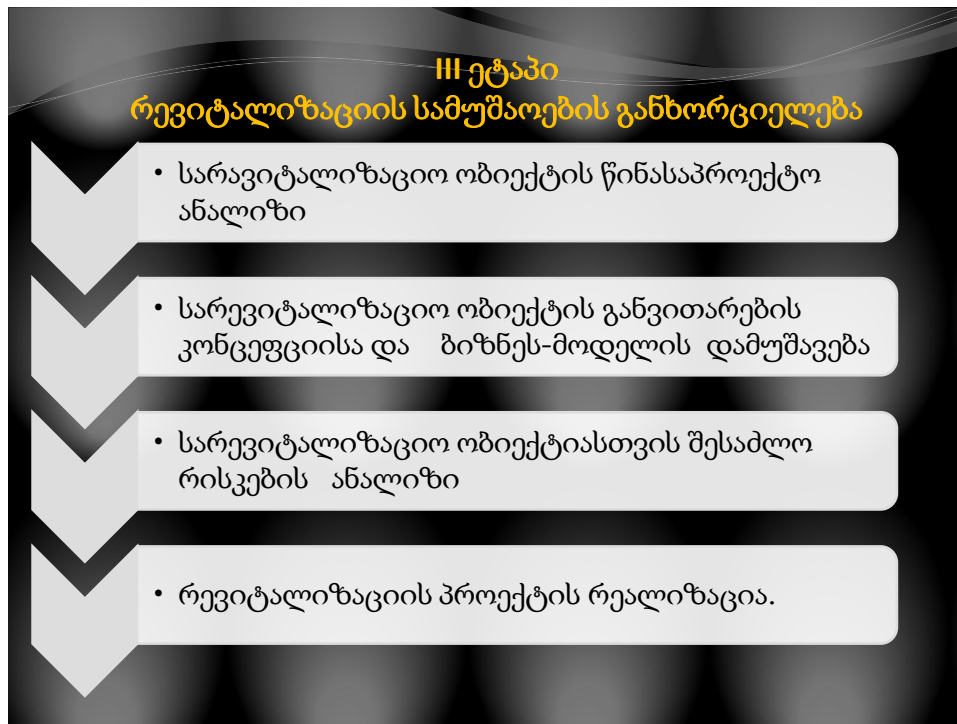 III ეტაპი
რევიტალიზაციის სამუშაოების განხორციელება
• სარავიტალიზაციო ობიექტის წინასაპროექტო
ანალიზი
• სარევიტალიზაციო ობიექტის განვითარების
კონცეფციისა და ბიზნეს-მოდელის დამუშავება
• სარევიტალიზაციო ობიექტიასთვის შესაძლო
რისკების ანალიზი
• რევიტალიზაციის პროექტის რეალიზაცია.